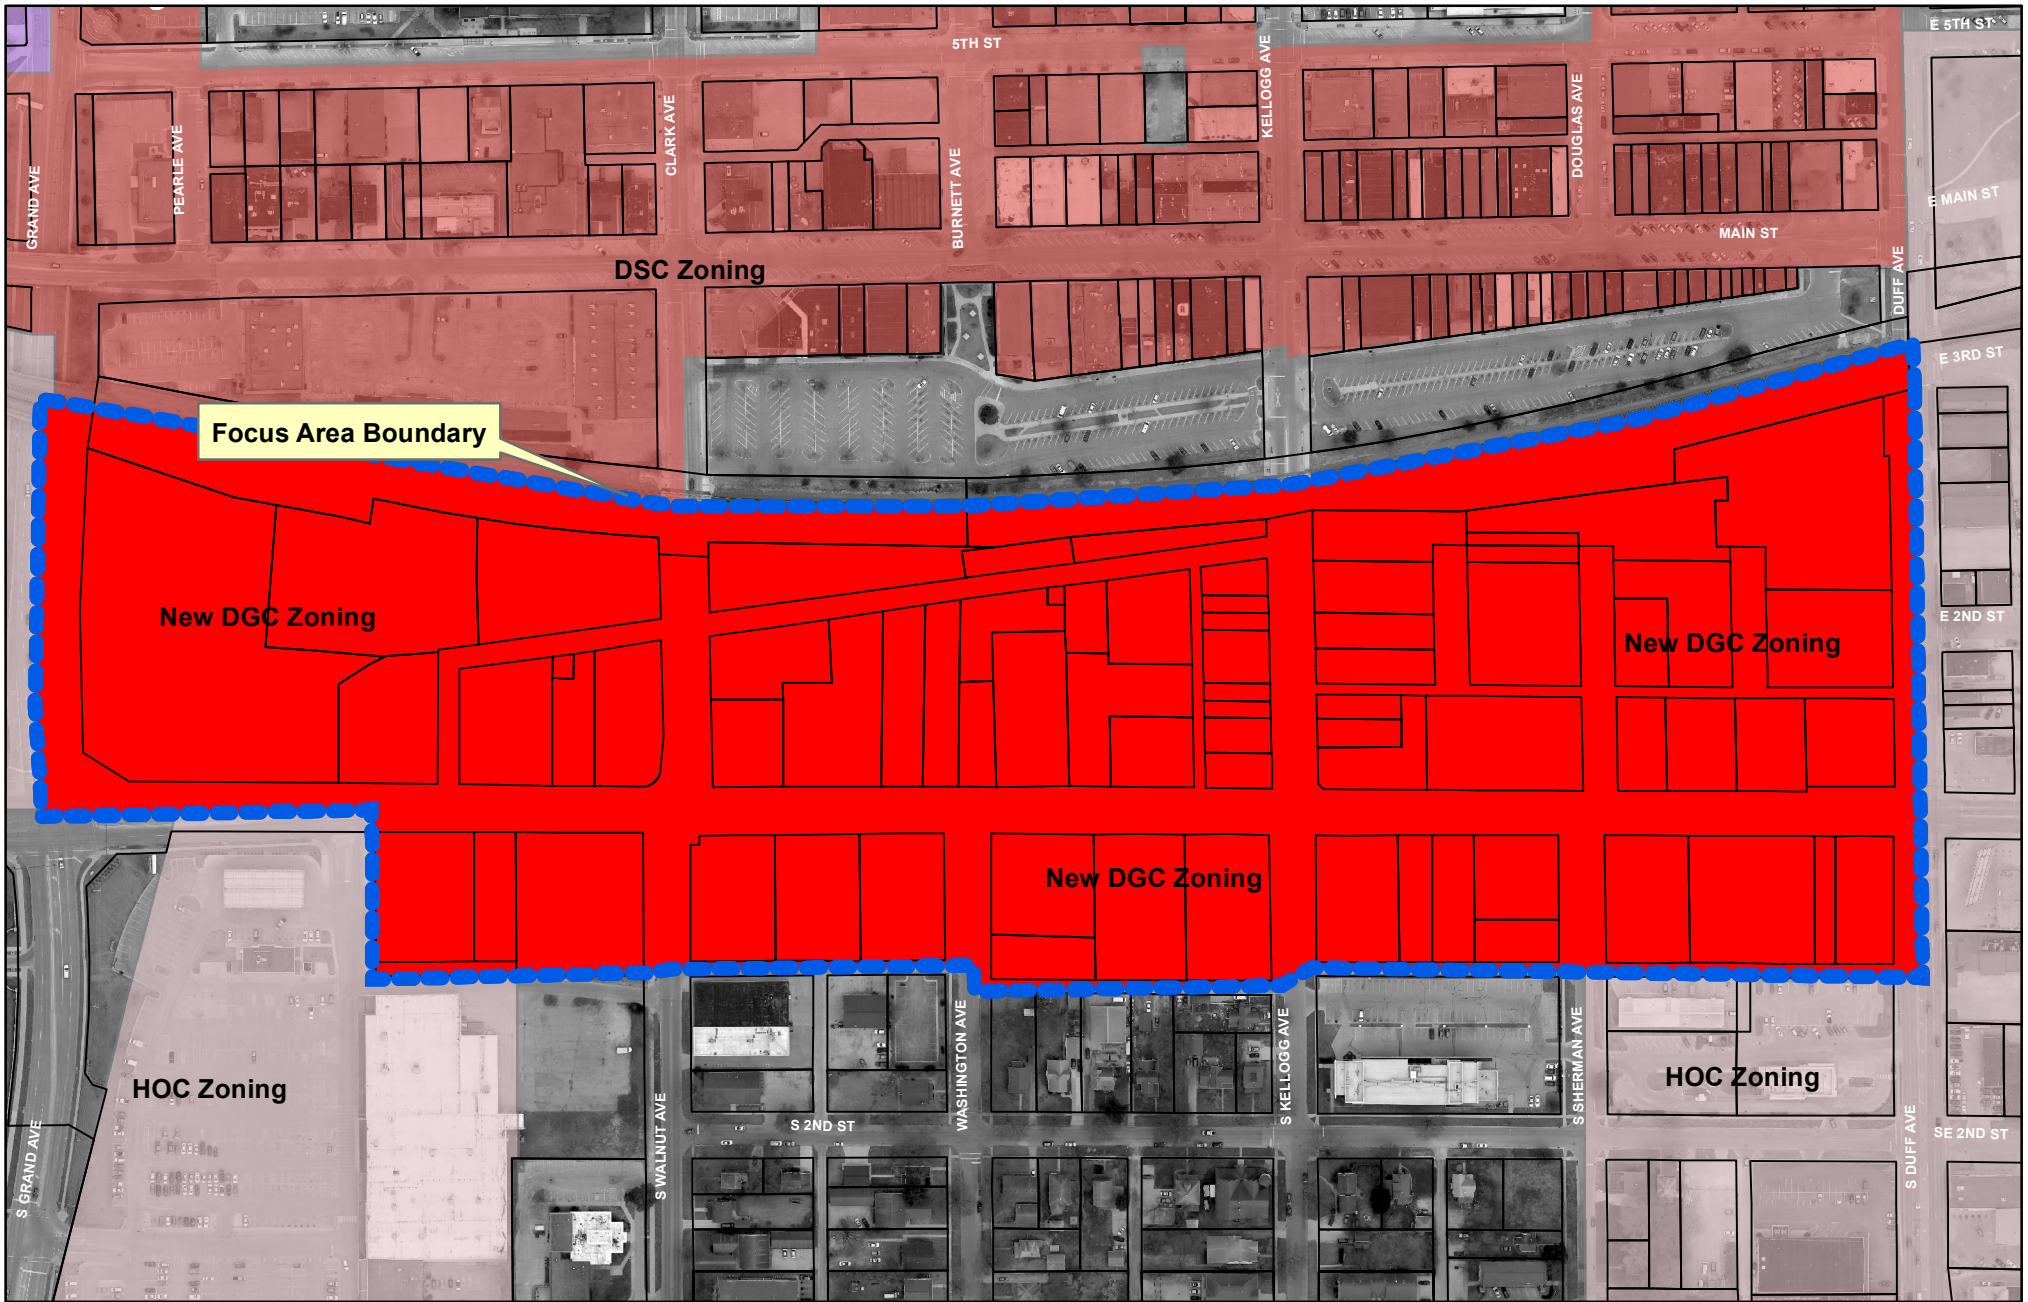 E 5TH ST
5TH ST
KELLOGG AVE
DOUGLAS AVE
CLARK AVE
PEARLE AVE
BURNETT AVE
GRAND AVE
E MAIN ST
MAIN ST
DSC Zoning
DUFF AVE
E 3RD ST
Focus Area Boundary
New DGC Zoning
E 2ND ST
New DGC Zoning
New DGC Zoning
HOC Zoning
HOC Zoning
WASHINGTON AVE
S KELLOGG AVE
S SHERMAN AVE
S 2ND ST
S WALNUT AVE
S GRAND AVE
S DUFF AVE
SE 2ND ST